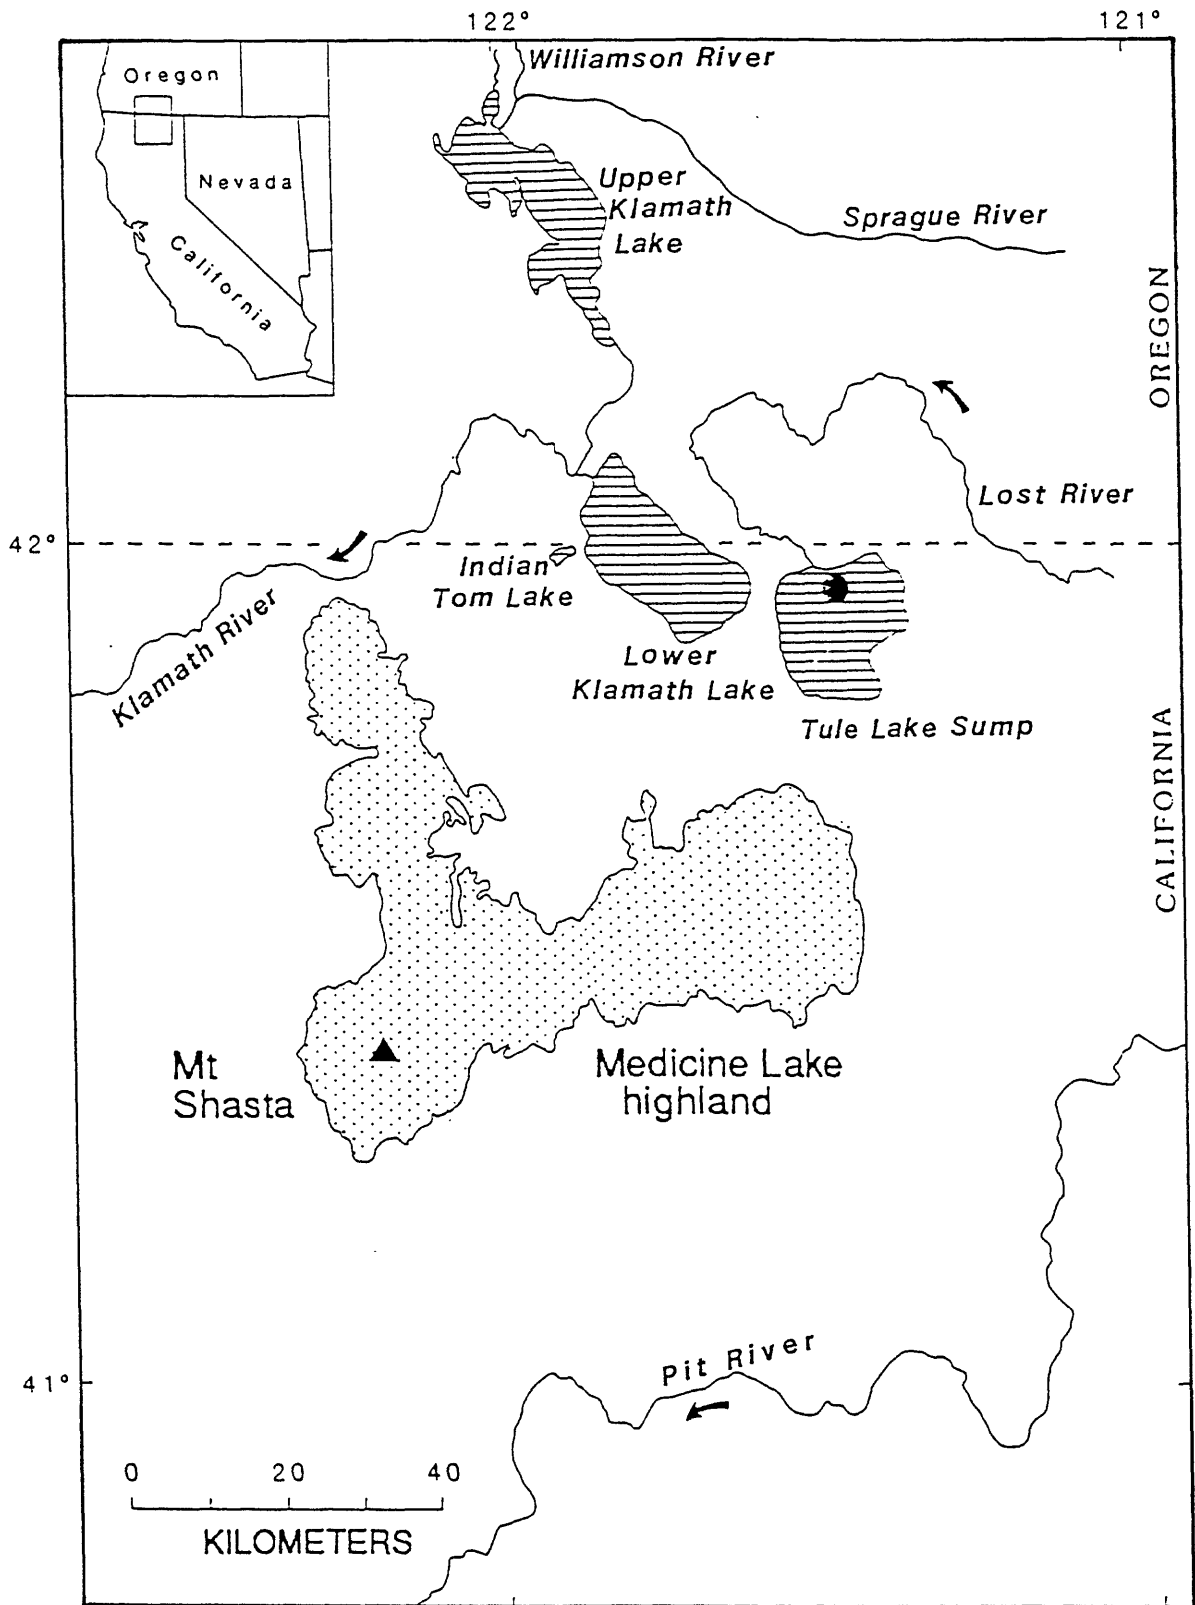 122°
121°
Williamson River
Oregon
Nevada
California
Upper
Klamath
Lake
Sprague River
OREGON
Lost River
42°
Indian
Tom Lake
Klamath River
Lower
Klamath Lake
Tule Lake Sump
CALIFORNIA
Mt
Shasta
Medicine Lake
highland
Pit River
41°
0 20 40
KILOMETERS